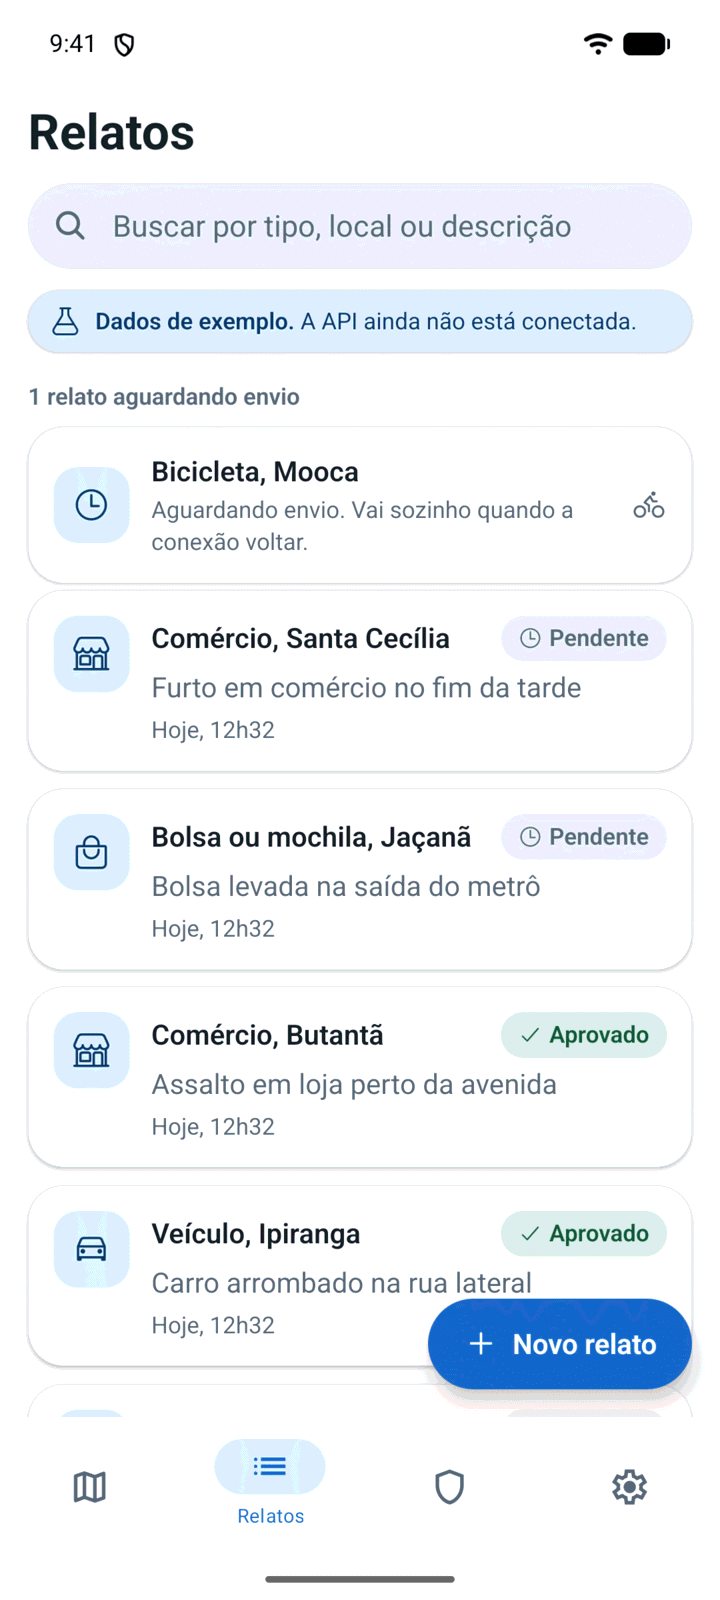 9:41
Relatos
Buscar por tipo, local ou descrição
Dados de exemplo. A API ainda não está conectada.
1 relato aguardando envio
Bicicleta, Mooca
Aguardando envio. Vai sozinho quando a
conexão voltar.
Comércio, Santa Cecília
Pendente
Furto em comércio no fim da tarde
Hoje, 12h32
Bolsa ou mochila, Jaçanã
Pendente
Bolsa levada na saída do metrô
Hoje, 12h32
Comércio, Butantã
Aprovado
Assalto em loja perto da avenida
Hoje, 12h32
Veículo, Ipiranga
Aprovado
Carro arrombado na rua lateral
Hoje, 12h32
Novo relato
Relatos